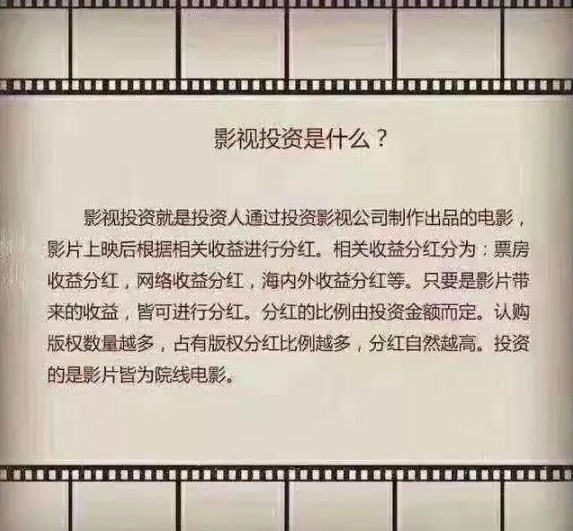 影视投资是什么？
影视投资就是投资人通过投资影视公司制作出品的电影，
影片上映后根据相关收益进行分红。相关收益分红分为：票房
收益分红，网络收益分红，海内外收益分红等。只要是影片带
来的收益，皆可进行分红。分红的比例由投资金额而定。认购
版权数量越多，占有版权分红比例越多，分红自然越高。投资
的是影片皆为院线电影。